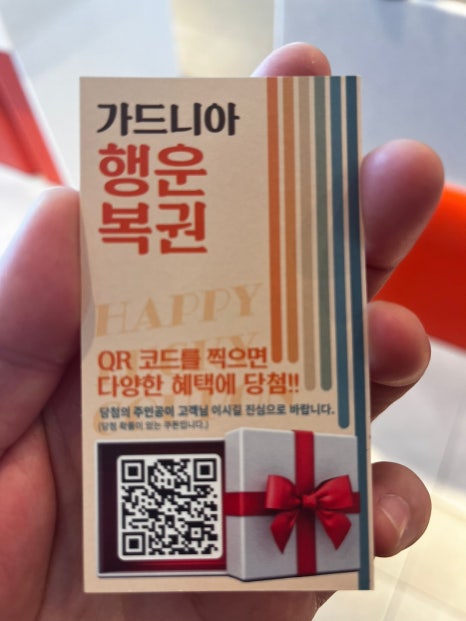 가드니아
행운
복권
HAPPY
QR 코드를 찍으면
다양한 혜택에 당첨!!
당첨의 주인공이 고객님 이시길 진심으로 바랍니다.
(당첨 확률이 있는 쿠폰입니다.)